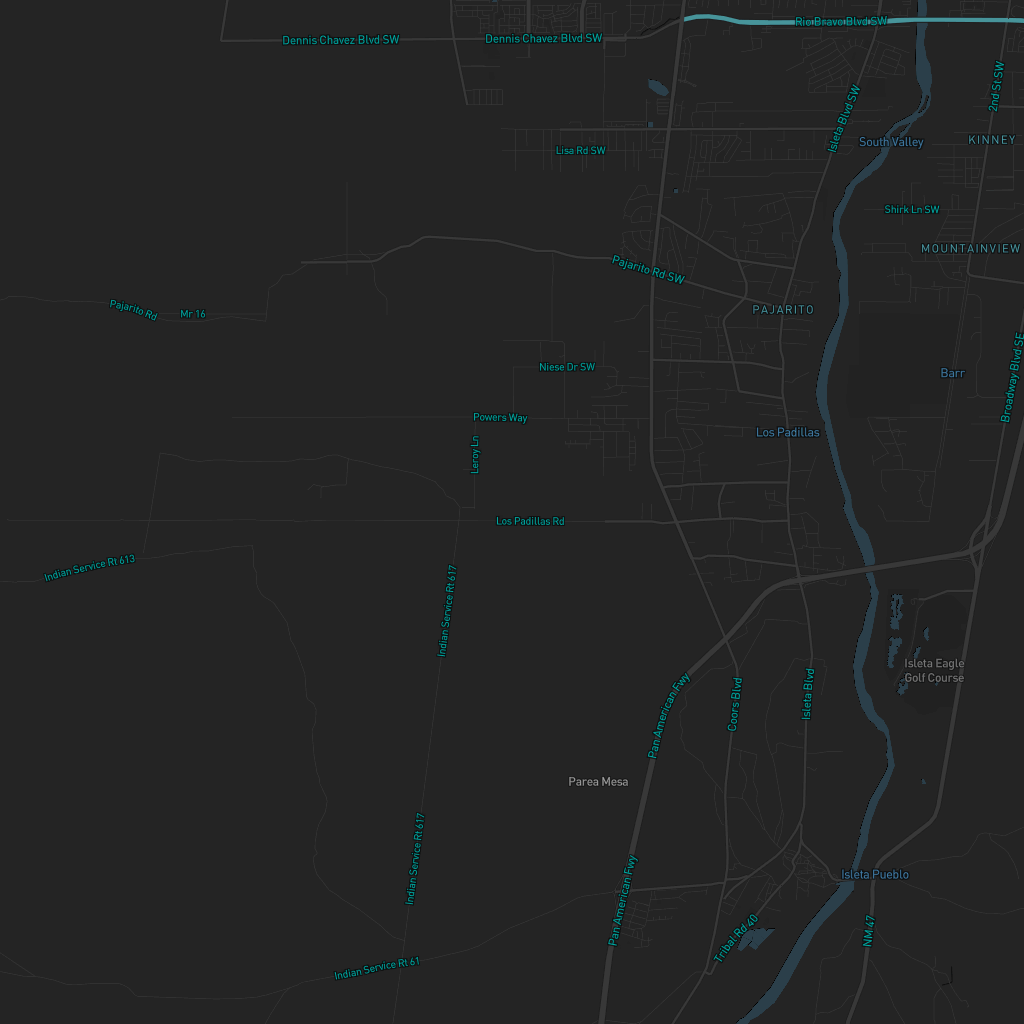 Rio Bravo Blvd SW
Dennis Chavez Blvd SW
Dennis Chavez Blvd SW
2nd St SW
Isleta Blvd SW
South Valley
KINNEY
Lisa Rd SW
Shirk Ln SW
MOUNTAINVIEW
Pajarito Rd SW
Pajarito Rd
Mr 16
PAJARITO
Niese Dr SW
Barr
Broadway Blvd SE
Powers Way
Los Padillas
Leroy Ln
Los Padillas Rd
Indian Service Rt 613
Indian Service Rt 617
Isleta Eagle
Golf Course
Pan American Fwy
Coors Blvd
Isleta Blvd
Parea Mesa
Indian Service Rt 617
Isleta Pueblo
Pan American Fwy
Tribal Rd 40
NM 47
Indian Service Rt 61